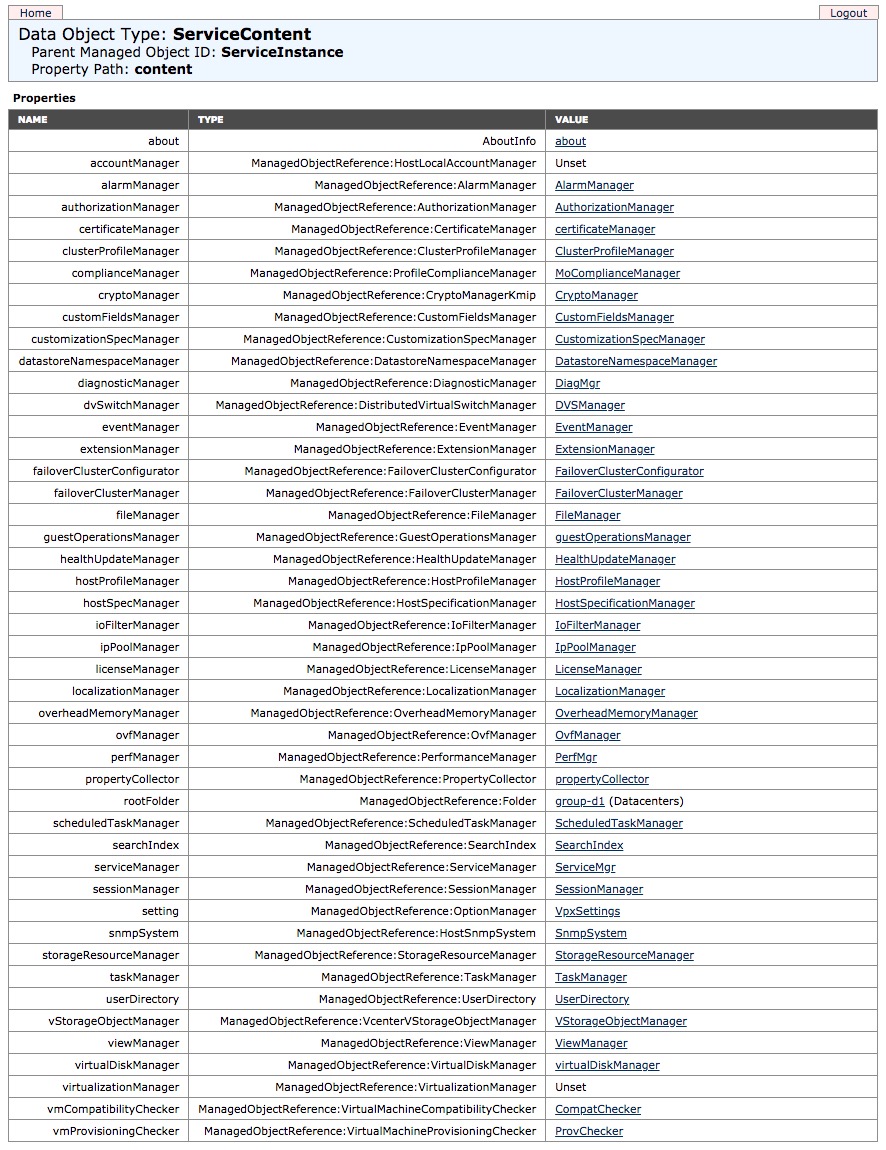 Home Logout
Data Object Type: ServiceContent
Parent Managed Object ID: ServiceInstance
Property Path: content
Properties
NAME TYPE VALUE
about AboutInfo about
accountManager ManagedObjectReference:HostLocalAccountManager Unset
alarmManager ManagedObjectReference:AlarmManager AlarmManager
authorizationManager ManagedObjectReference:AuthorizationManager AuthorizationManager
certificateManager ManagedObjectReference:CertificateManager certificateManager
clusterProfileManager ManagedObjectReference:ClusterProfileManager ClusterProfileManager
complianceManager ManagedObjectReference:ProfileComplianceManager MoComplianceManager
cryptoManager ManagedObjectReference:CryptoManagerKmip CryptoManager
customFieldsManager ManagedObjectReference:CustomFieldsManager CustomFieldsManager
customizationSpecManager ManagedObjectReference:CustomizationSpecManager CustomizationSpecManager
datastoreNamespaceManager ManagedObjectReference:DatastoreNamespaceManager DatastoreNamespaceManager
diagnosticManager ManagedObjectReference:DiagnosticManager DiagMgr
dvSwitchManager ManagedObjectReference:DistributedVirtualSwitchManager DVSManager
eventManager ManagedObjectReference:EventManager EventManager
extensionManager ManagedObjectReference:ExtensionManager ExtensionManager
failoverClusterConfigurator ManagedObjectReference:FailoverClusterConfigurator FailoverClusterConfigurator
failoverClusterManager ManagedObjectReference:FailoverClusterManager FailoverClusterManager
fileManager ManagedObjectReference:FileManager FileManager
guestOperationsManager ManagedObjectReference:GuestOperationsManager guestOperationsManager
healthUpdateManager ManagedObjectReference:HealthUpdateManager HealthUpdateManager
hostProfileManager ManagedObjectReference:HostProfileManager HostProfileManager
hostSpecManager ManagedObjectReference:HostSpecificationManager HostSpecificationManager
ioFilterManager ManagedObjectReference:IoFilterManager IoFilterManager
ipPoolManager ManagedObjectReference:IpPoolManager IpPoolManager
licenseManager ManagedObjectReference:LicenseManager LicenseManager
localizationManager ManagedObjectReference:LocalizationManager LocalizationManager
overheadMemoryManager ManagedObjectReference:OverheadMemoryManager OverheadMemoryManager
ovfManager ManagedObjectReference:OvfManager OvfManager
perfManager ManagedObjectReference:PerformanceManager PerfMgr
propertyCollector ManagedObjectReference:PropertyCollector propertyCollector
rootFolder ManagedObjectReference:Folder group-d1 (Datacenters)
scheduledTaskManager ManagedObjectReference:ScheduledTaskManager ScheduledTaskManager
searchIndex ManagedObjectReference:SearchIndex SearchIndex
serviceManager ManagedObjectReference:ServiceManager ServiceMgr
sessionManager ManagedObjectReference:SessionManager SessionManager
setting ManagedObjectReference:OptionManager VpxSettings
snmpSystem ManagedObjectReference:HostSnmpSystem SnmpSystem
storageResourceManager ManagedObjectReference:StorageResourceManager StorageResourceManager
taskManager ManagedObjectReference:TaskManager TaskManager
userDirectory ManagedObjectReference:UserDirectory UserDirectory
vStorageObjectManager ManagedObjectReference:VcenterVStorageObjectManager VStorageObjectManager
viewManager ManagedObjectReference:ViewManager ViewManager
virtualDiskManager ManagedObjectReference:VirtualDiskManager virtualDiskManager
virtualizationManager ManagedObjectReference:VirtualizationManager Unset
vmCompatibilityChecker ManagedObjectReference:VirtualMachineCompatibilityChecker CompatChecker
vmProvisioningChecker ManagedObjectReference:VirtualMachineProvisioningChecker ProvChecker